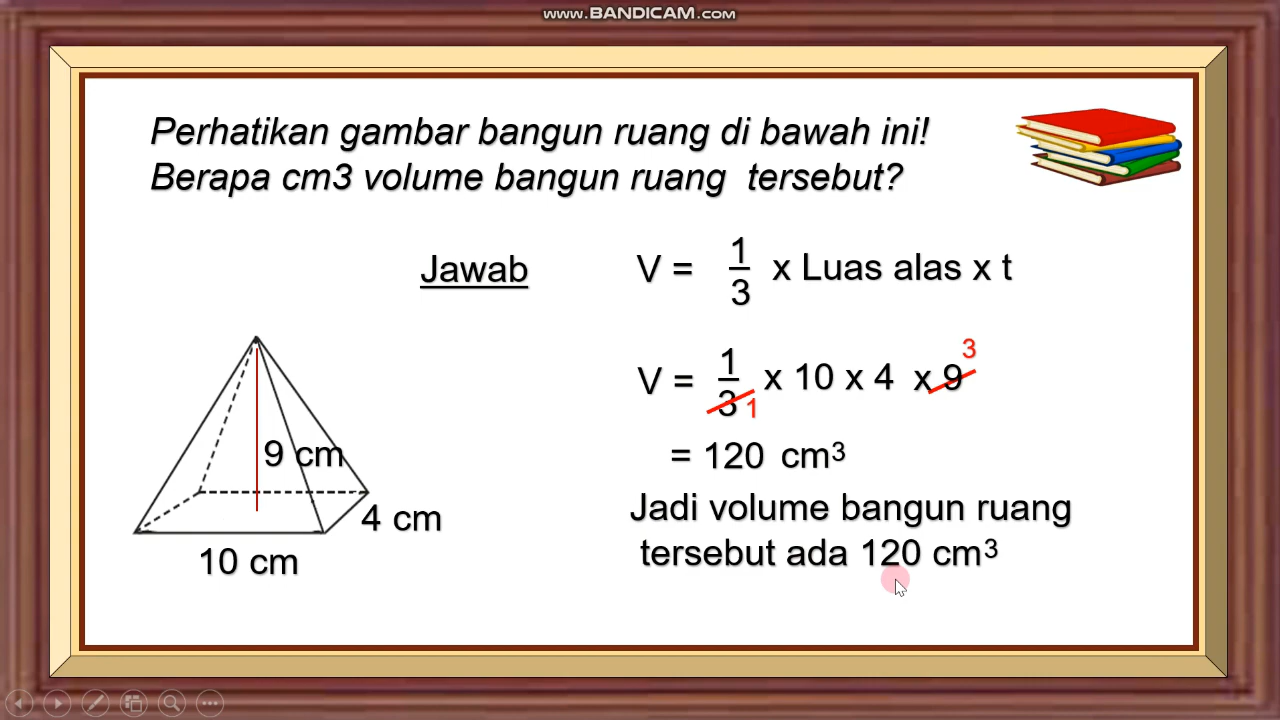 WWW.BANDICAM.COM
Perhatikan gambar bangun ruang di bawah ini!
Berapa cm3 volume bangun ruang tersebut?
Jawab
V = 1/3 x Luas alas x t
V = 1/3 1 x 10 x 4 x 9 3
= 120 cm³
Jadi volume bangun ruang
tersebut ada 120 cm³
9 cm
4 cm
10 cm